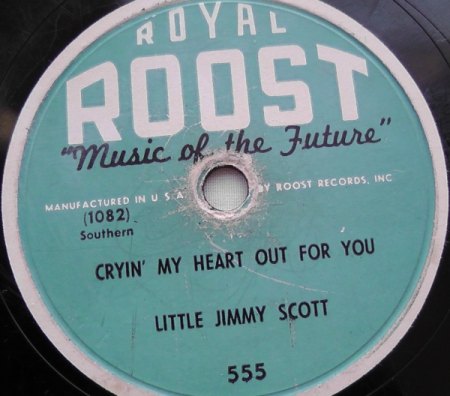 ROYAL
ROOST
"Music of the Future"
MANUFACTURED IN U S A BY ROOST RECORDS, INC
(1082)
Southern
CRYIN' MY HEART OUT FOR YOU
LITTLE JIMMY SCOTT
555